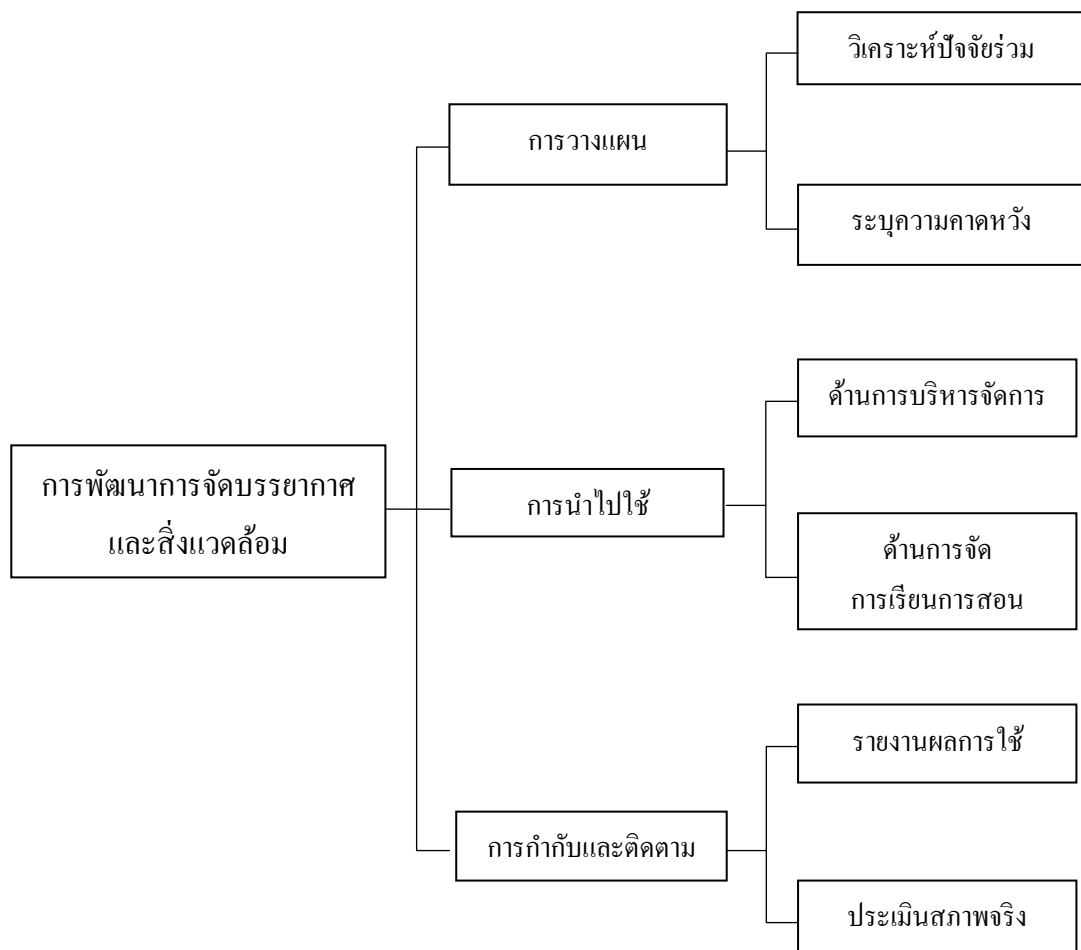 วิเคราะห์ปัจจัยร่วม
การวางแผน
ระบุความคาดหวัง
ด้านการบริหารจัดการ
การพัฒนาการจัดบรรยากาศ
และสิ่งแวดล้อม
การนำไปใช้
ด้านการจัด
การเรียนการสอน
รายงานผลการใช้
การกำกับและติดตาม
ประเมินสภาพจริง